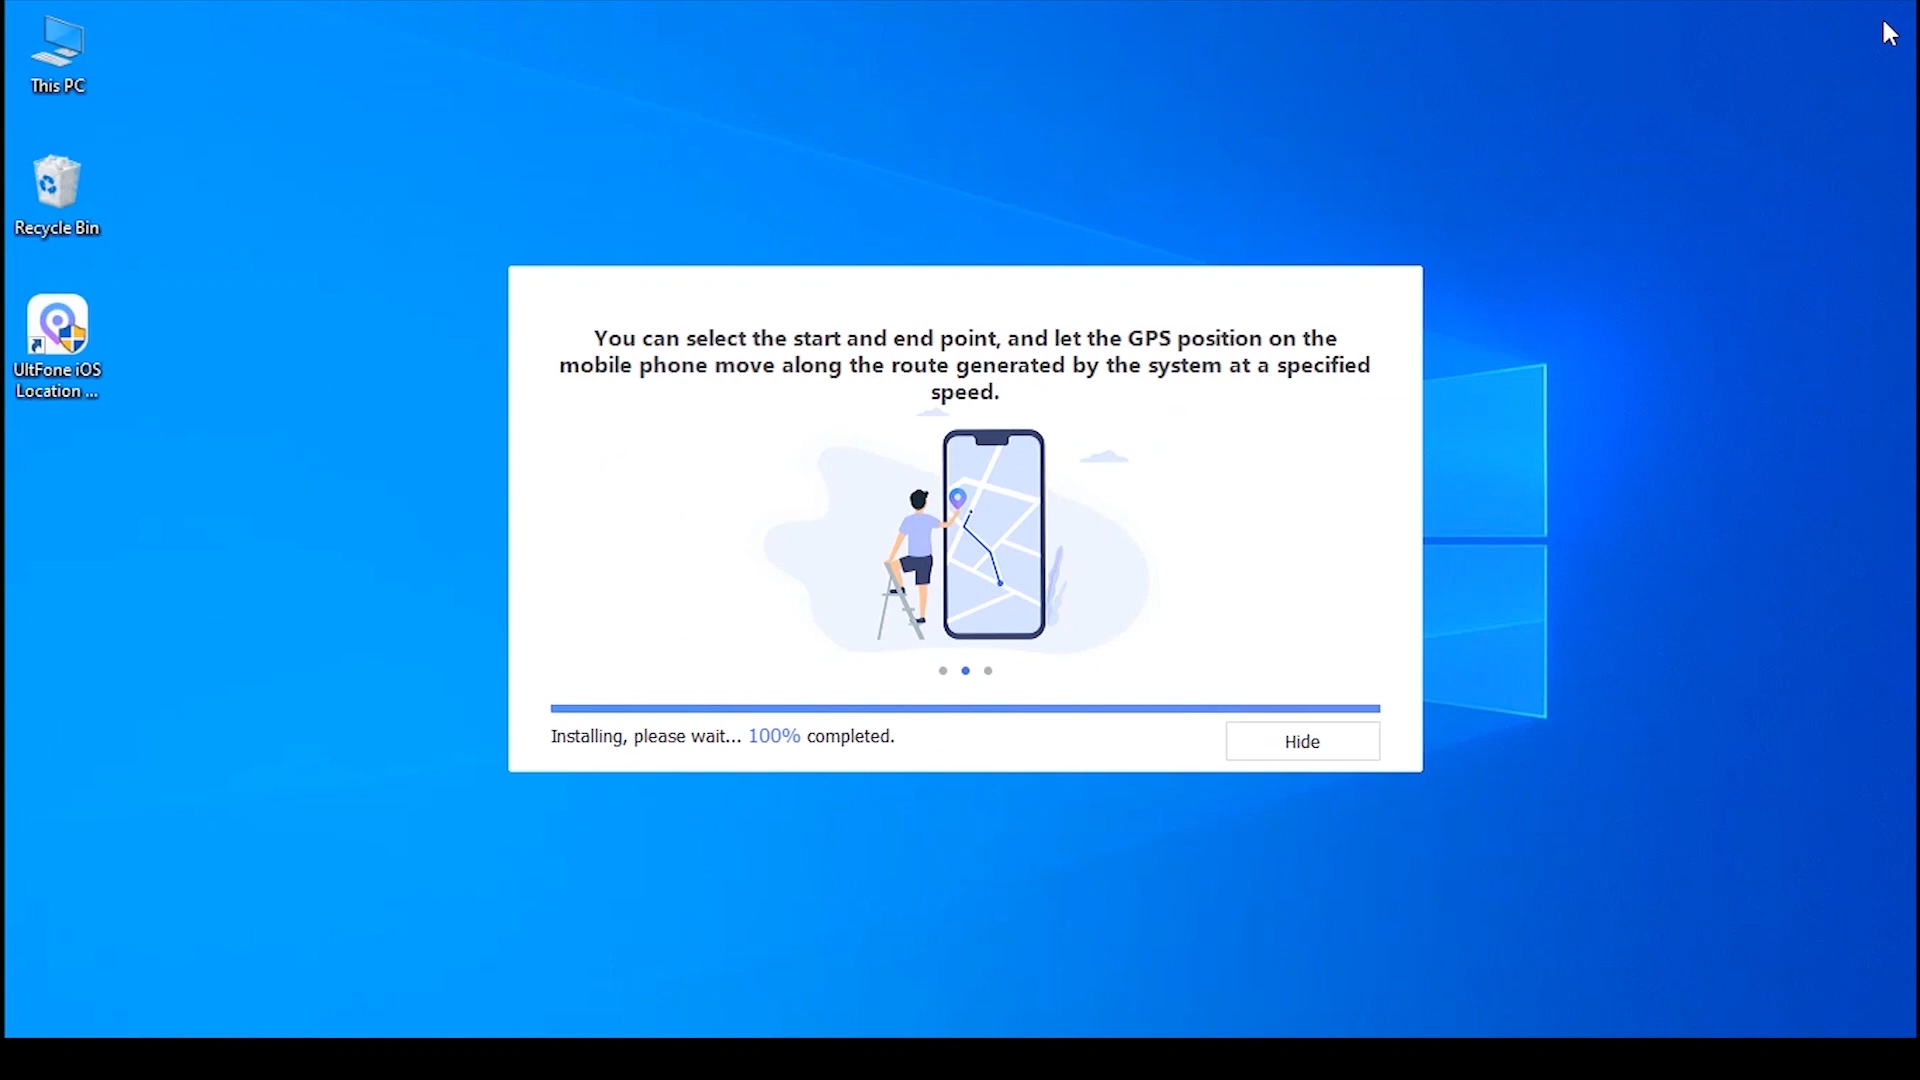 This PC
Recycle Bin
UltFone iOS
Location ...
You can select the start and end point, and let the GPS position on the
mobile phone move along the route generated by the system at a specified
speed.
Installing, please wait... 100% completed.
Hide